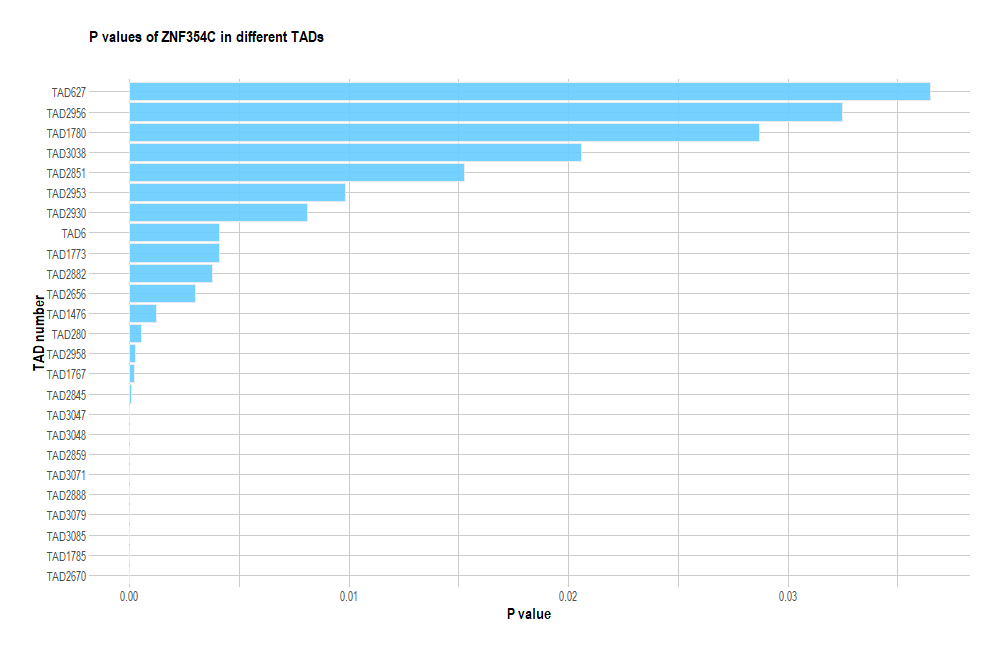 P values of ZNF354C in different TADs
TAD627
TAD2956
TAD1780
TAD3038
TAD2851
TAD2953
TAD2930
TAD6
TAD1773
TAD2882
TAD2656
TAD1476
TAD280
TAD2958
TAD1767
TAD2845
TAD3047
TAD3048
TAD2859
TAD3071
TAD2888
TAD3079
TAD3085
TAD1785
TAD2670
TAD number
0.00 0.01 0.02 0.03
P value